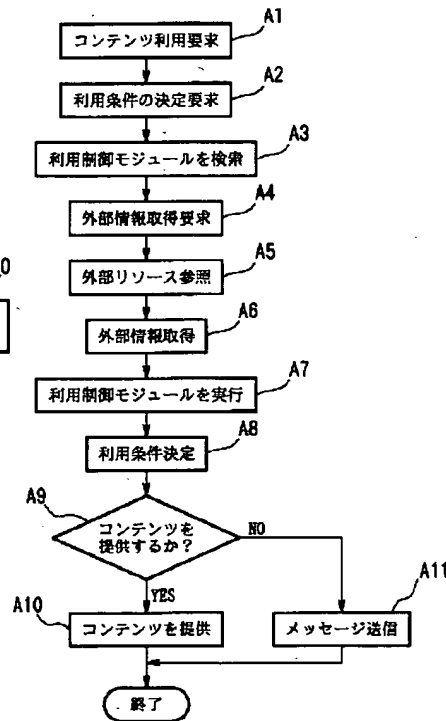 A1
コンテンツ利用要求
A2
利用条件の決定要求
A3
利用制御モジュールを検索
A4
外部情報取得要求
A5
外部リソース参照
0
A6
外部情報取得
A7
利用制御モジュールを実行
A8
利用条件決定
A9
コンテンツを
提供するか?
NO
YES
A10
コンテンツを提供
A11
メッセージ送信
終了